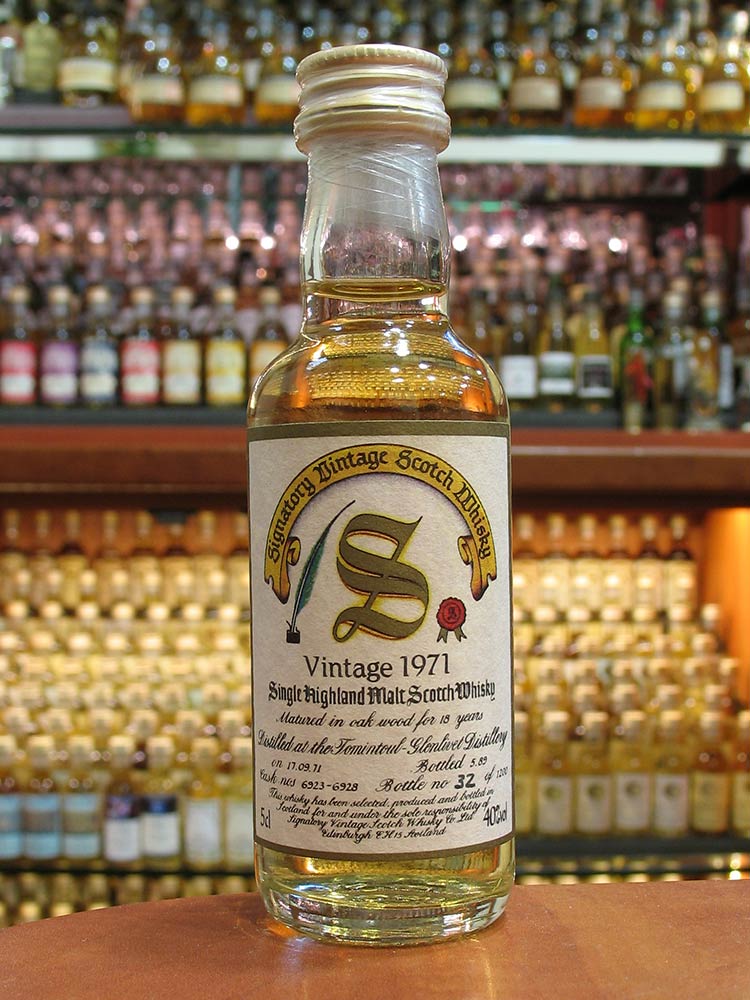 Signatory Vintage Scotch Whisky
S
Vintage 1971
Single Highland Malt Scotch Whisky
Matured in oak wood for 18 years
Distilled at the Tomintoul-Glenlivet Distillery
on 17.09.71 Bottled 5.89
Cask nos 6923-6928 Bottle no 32 of 1200
This whisky has been selected, produced and bottled in
Scotland for and under the sole responsibility of
Signatory Vintage Scotch Whisky Co. Ltd
5cl Edinburgh EH15 Scotland 40%vol